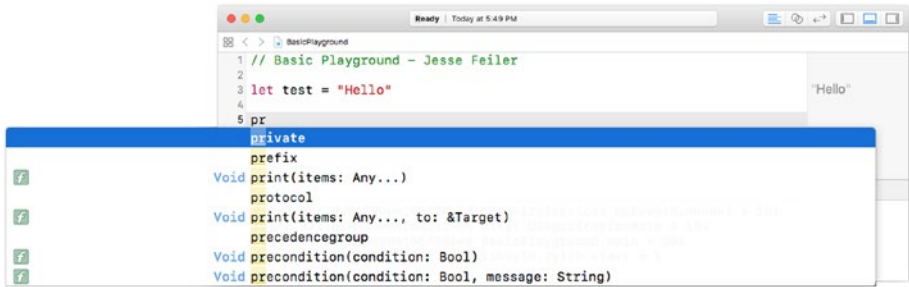 Ready | Today at 5:49 PM
BasicPlayground
1 // Basic Playground – Jesse Feiler
2
3 let test = "Hello"
"Hello"
4
5 pr
private
prefix
f Void print(items: Any...)
protocol
f Void print(items: Any..., to: &Target)
precedencegroup
f Void precondition(condition: Bool)
f Void precondition(condition: Bool, message: String)